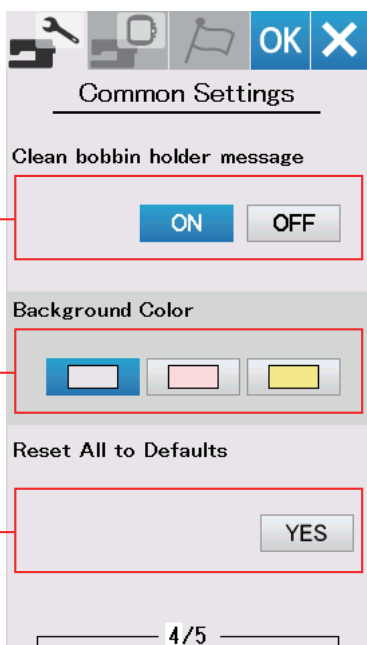 OK
Common Settings
Clean bobbin holder message
ON OFF
Background Color
Reset All to Defaults
YES
4/5